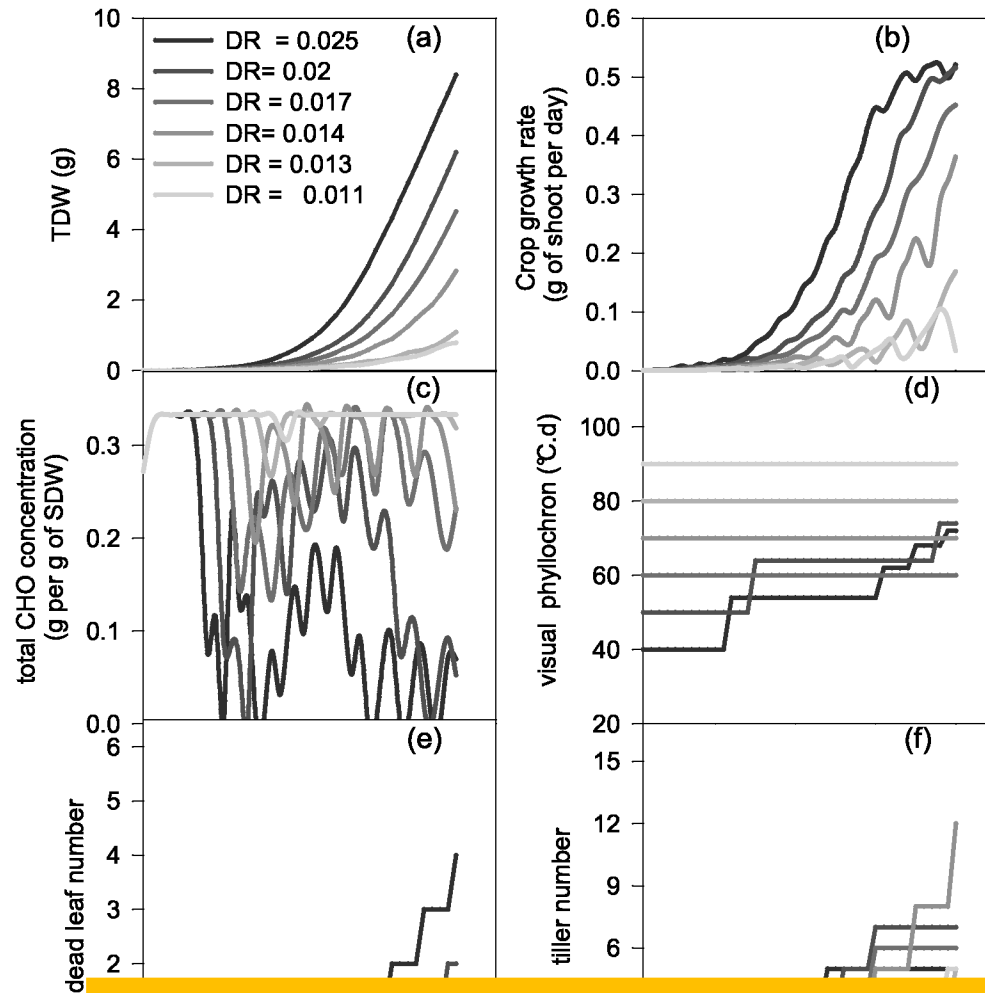 10
8
6
4
2
0
TDW (g)
(a)
DR = 0.025
DR= 0.02
DR = 0.017
DR= 0.014
DR = 0.013
DR = 0.011
0.6
0.5
0.4
0.3
0.2
0.1
0.0
Crop growth rate
(g of shoot per day)
(b)
0.3
0.2
0.1
0.0
total CHO concentration
(g per g of SDW)
(c)
100
80
60
40
20
visual phyllochron (°C.d)
(d)
6
5
4
3
2
dead leaf number
(e)
15
12
9
6
tiller number
(f)